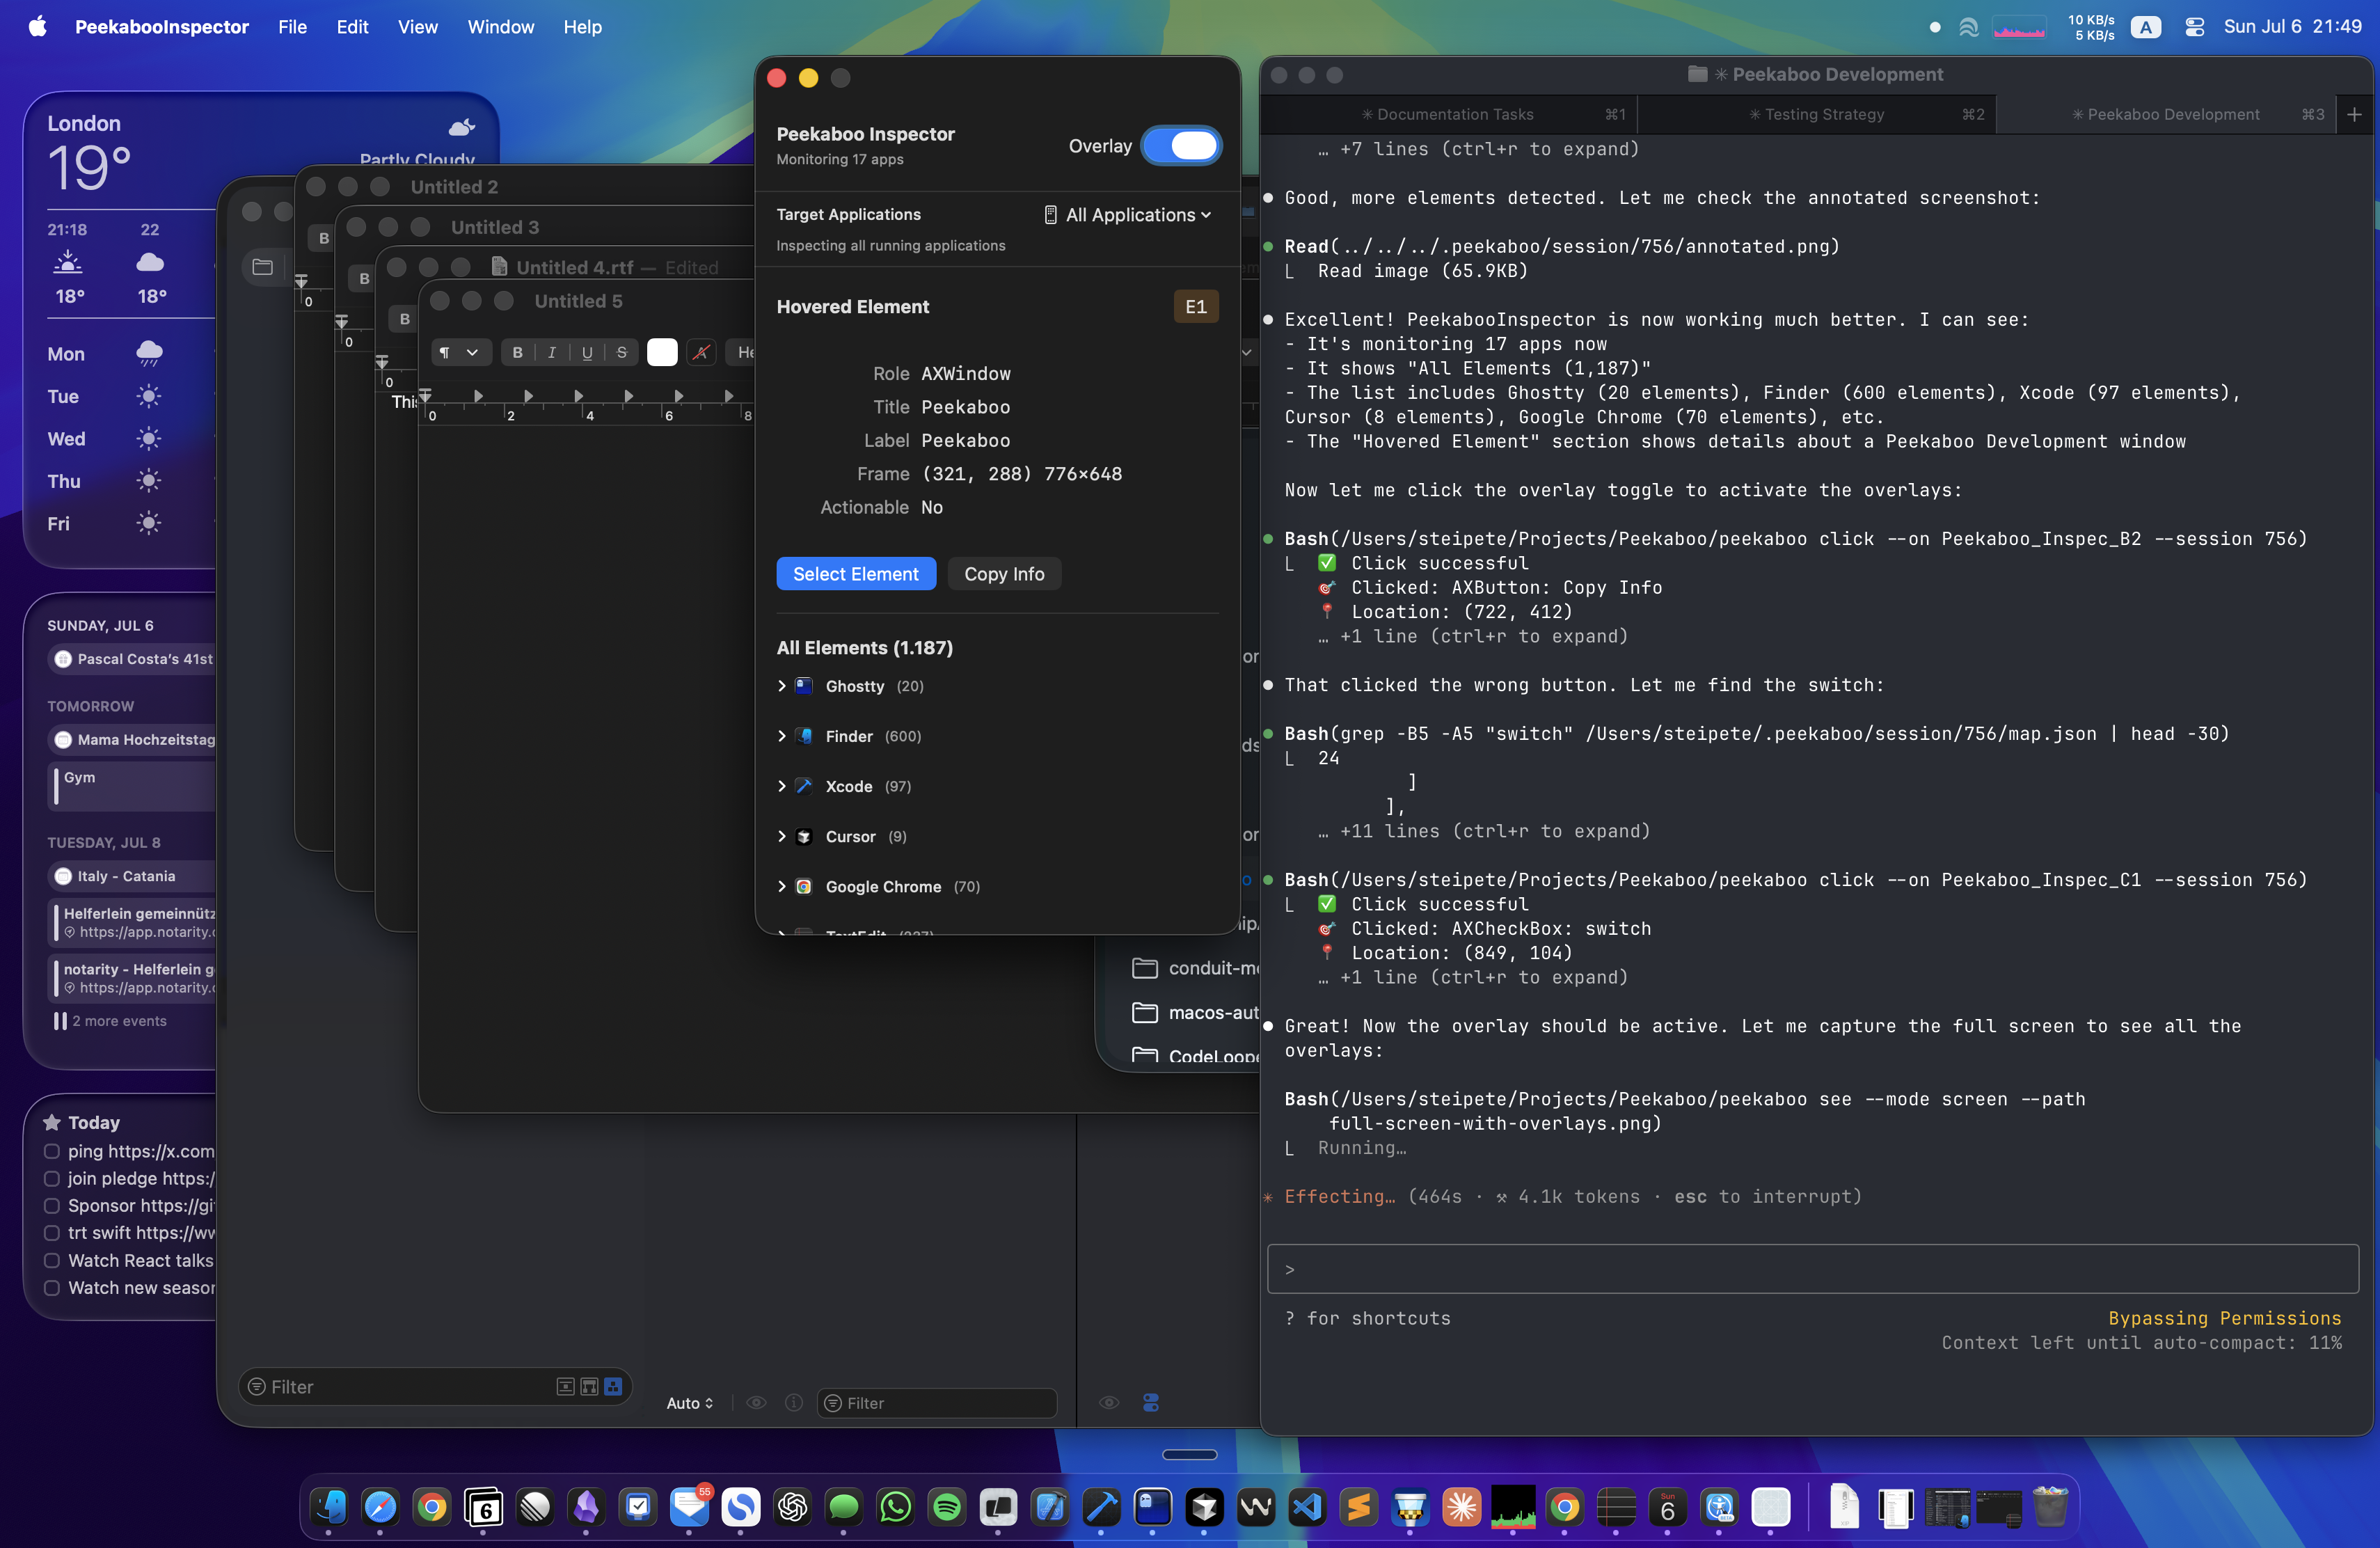 PeekabooInspector File Edit View Window Help
10 KB/s
5 KB/s
A
Sun Jul 6 21:49
London
19°
Partly Cloudy
21:18 22
18° 18°
Mon
Tue
Wed
Thu
Fri
SUNDAY, JUL 6
Pascal Costa's 41st
TOMORROW
Mama Hochzeitstag
Gym
TUESDAY, JUL 8
Italy - Catania
Helferlein gemeinnütz
https://app.notarity.c
notarity - Helferlein g
https://app.notarity.c
2 more events
Today
ping https://x.com
join pledge https:/
Sponsor https://gi
trt swift https://ww
Watch React talks
Watch new season
Untitled 2
B
0
Untitled 3
B
0
Untitled 4.rtf — Edited
B
0
This
Untitled 5
¶ B I U S A He
0 2 4 6 8
Filter
Auto
Filter
conduit-m
macos-aut
CodeLoope
Peekaboo Inspector
Monitoring 17 apps
Overlay
Target Applications
All Applications
Inspecting all running applications
Hovered Element
E1
Role AXWindow
Title Peekaboo
Label Peekaboo
Frame (321, 288) 776×648
Actionable No
Select Element Copy Info
All Elements (1.187)
Ghostty (20)
Finder (600)
Xcode (97)
Cursor (9)
Google Chrome (70)
✳ Peekaboo Development
✳ Documentation Tasks ⌘1 ✳ Testing Strategy ⌘2 ✳ Peekaboo Development ⌘3 +
… +7 lines (ctrl+r to expand)
Good, more elements detected. Let me check the annotated screenshot:
Read(../../../.peekaboo/session/756/annotated.png)
Read image (65.9KB)
Excellent! PeekabooInspector is now working much better. I can see:
- It's monitoring 17 apps now
- It shows "All Elements (1,187)"
- The list includes Ghostty (20 elements), Finder (600 elements), Xcode (97 elements),
Cursor (8 elements), Google Chrome (70 elements), etc.
- The "Hovered Element" section shows details about a Peekaboo Development window
Now let me click the overlay toggle to activate the overlays:
Bash(/Users/steipete/Projects/Peekaboo/peekaboo click --on Peekaboo_Inspec_B2 --session 756)
✅ Click successful
🎯 Clicked: AXButton: Copy Info
📍 Location: (722, 412)
… +1 line (ctrl+r to expand)
That clicked the wrong button. Let me find the switch:
Bash(grep -B5 -A5 "switch" /Users/steipete/.peekaboo/session/756/map.json | head -30)
24
]
],
… +11 lines (ctrl+r to expand)
Bash(/Users/steipete/Projects/Peekaboo/peekaboo click --on Peekaboo_Inspec_C1 --session 756)
✅ Click successful
🎯 Clicked: AXCheckBox: switch
📍 Location: (849, 104)
… +1 line (ctrl+r to expand)
Great! Now the overlay should be active. Let me capture the full screen to see all the
overlays:
Bash(/Users/steipete/Projects/Peekaboo/peekaboo see --mode screen --path
full-screen-with-overlays.png)
Running…
✳ Effecting… (464s · ⚒ 4.1k tokens · esc to interrupt)
>
? for shortcuts
Bypassing Permissions
Context left until auto-compact: 11%
6
55
Sun
6